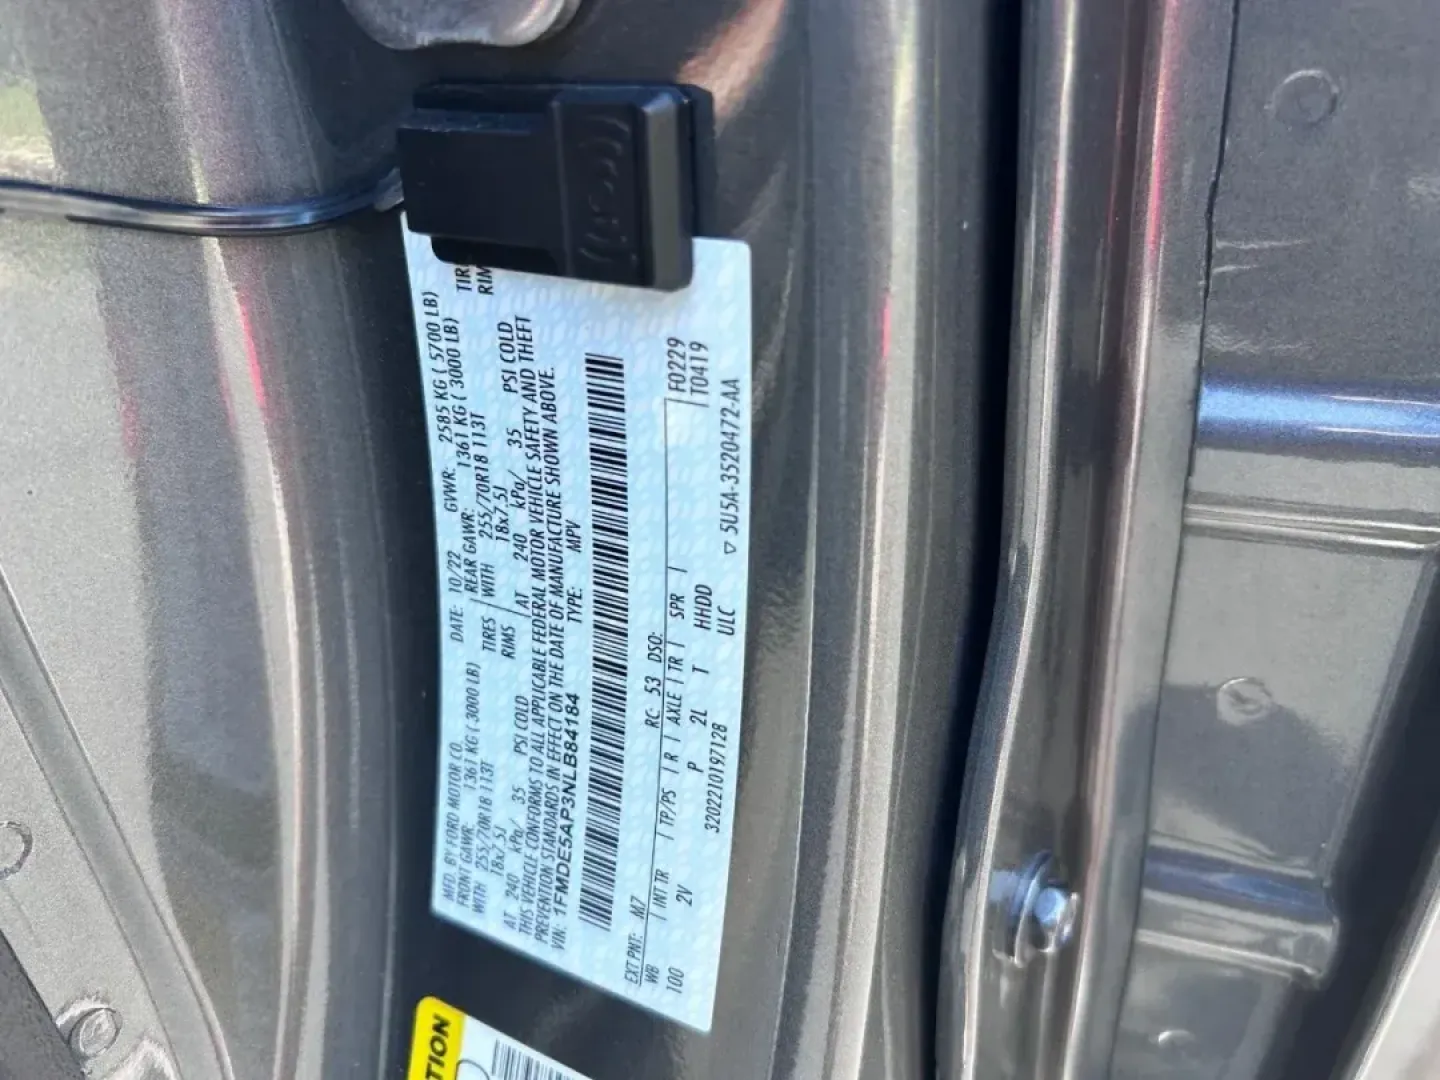 MFD. BY FORD MOTOR CO.
DATE: 10/22
GVWR: 2585 KG ( 5700 LB)
FRONT GAWR: 1361 KG ( 3000 LB)
REAR GAWR: 1361 KG ( 3000 LB)
WITH 255/70R18 113T TIRES
WITH 255/70R18 113T TIR
18x7.5J RIMS
18x7.5J RIM
AT 240 kPa/ 35 PSI COLD
AT 240 kPa/ 35 PSI COLD
THIS VEHICLE CONFORMS TO ALL APPLICABLE FEDERAL MOTOR VEHICLE SAFETY AND THEFT
PREVENTION STANDARDS IN EFFECT ON THE DATE OF MANUFACTURE SHOWN ABOVE.
VIN: 1FMDE5AP3NLB84184
TYPE: MPV
EXT PNT: M7 RC: 53 DSO: F0229
WB INT TR TP/PS R AXLE TR SPR T0419
100 2V P 2L T HHDD
3202210197128 ULC ▽ 5U5A-3520472-AA
TION